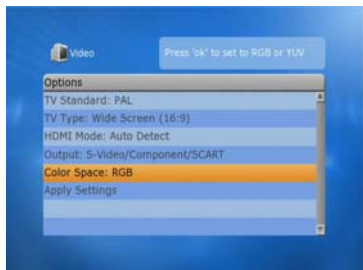 Video
Press 'ok' to set to RGB or YUV
Options
TV Standard: PAL
TV Type: Wide Screen (16:9)
HDMI Mode: Auto Detect
Output: S-Video/Component/SCART
Color Space: RGB
Apply Settings